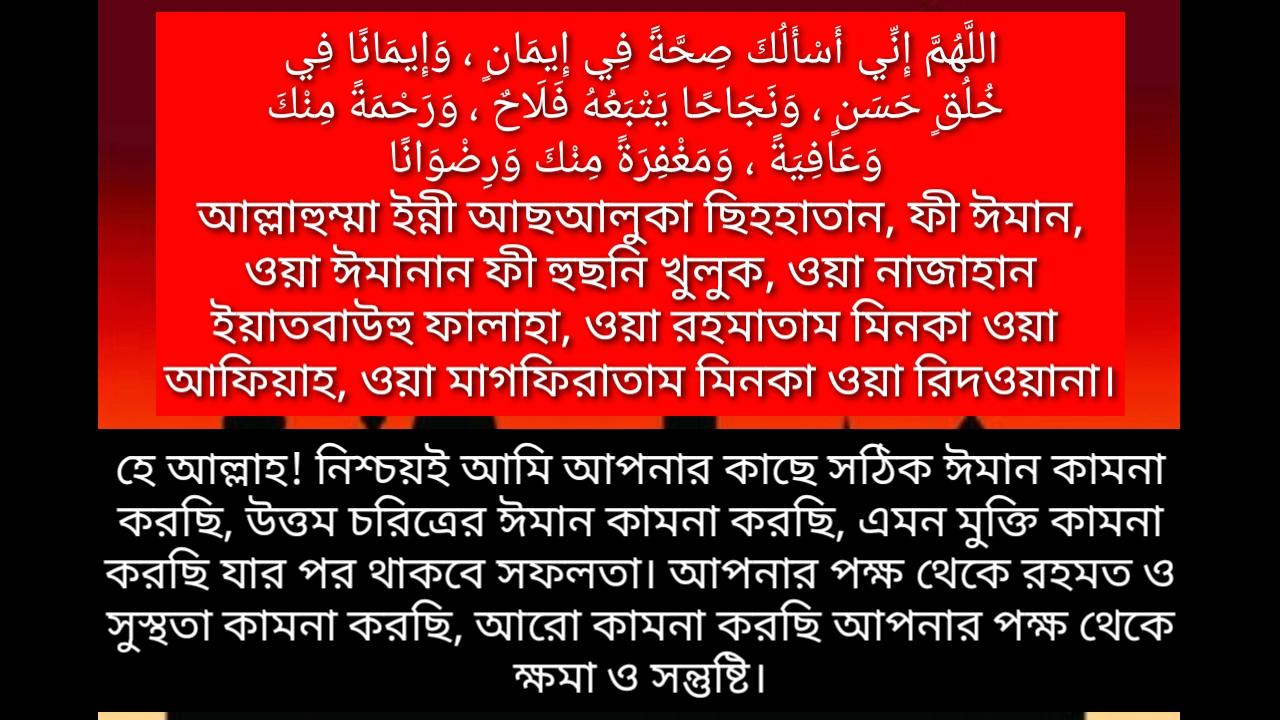 اللَّهُمَّ إِنِّي أَسْأَلُكَ صِحَّةً فِي إِيمَانٍ ، وَإِيمَانًا فِي
خُلُقٍ حَسَنٍ ، وَنَجَاحًا يَتْبَعُهُ فَلَاحٌ ، وَرَحْمَةً مِنْكَ
وَعَافِيَةً ، وَمَغْفِرَةً مِنْكَ وَرِضْوَانًا
আল্লাহুম্মা ইন্নী আছআলুকা ছিহহাতান, ফী ঈমান,
ওয়া ঈমানান ফী হুছনি খুলুক, ওয়া নাজাহান
ইয়াতবাউহু ফালাহা, ওয়া রহমাতাম মিনকা ওয়া
আফিয়াহ, ওয়া মাগফিরাতাম মিনকা ওয়া রিদওয়ানা।
হে আল্লাহ! নিশ্চয়ই আমি আপনার কাছে সঠিক ঈমান কামনা
করছি, উত্তম চরিত্রের ঈমান কামনা করছি, এমন মুক্তি কামনা
করছি যার পর থাকবে সফলতা। আপনার পক্ষ থেকে রহমত ও
সুস্থতা কামনা করছি, আরো কামনা করছি আপনার পক্ষ থেকে
ক্ষমা ও সন্তুষ্টি।